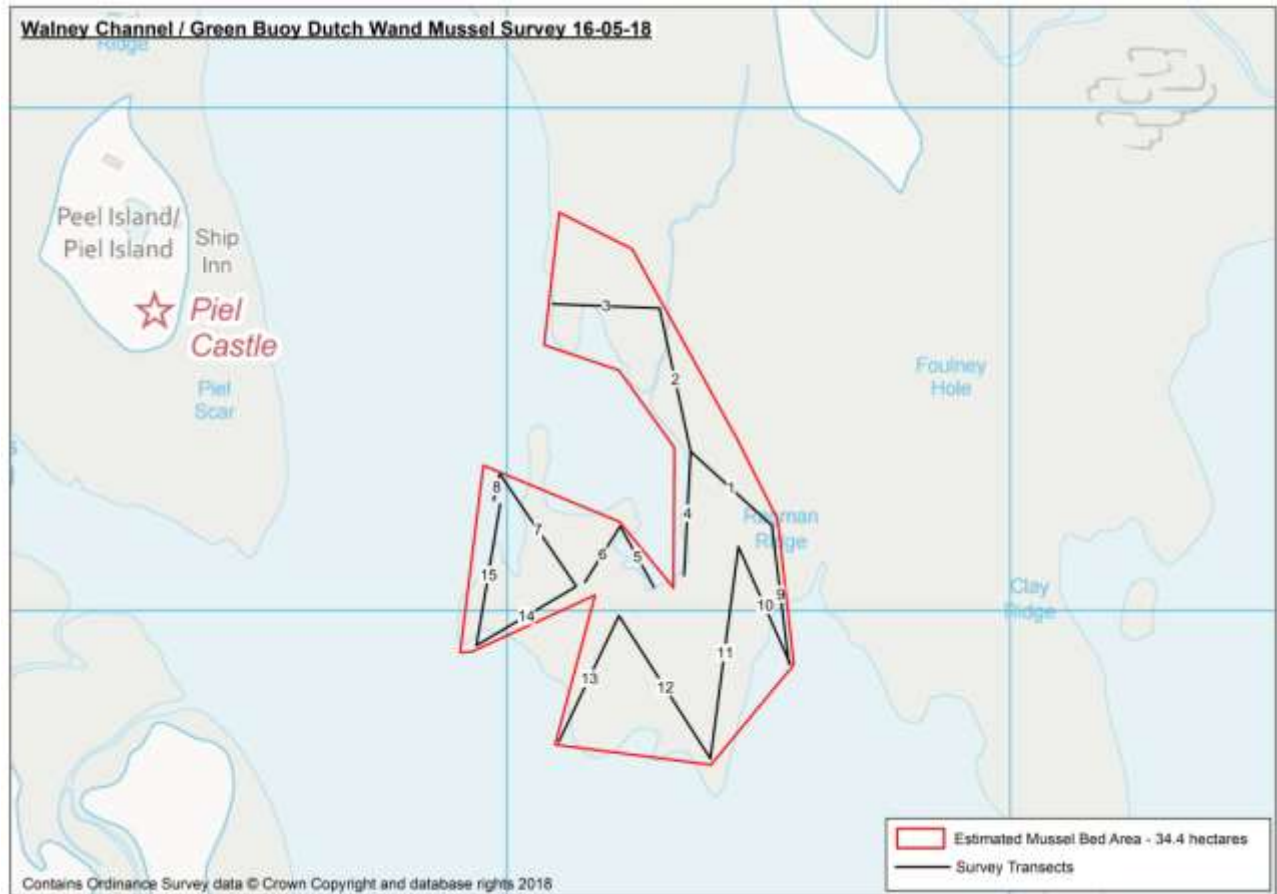 Walney Channel / Green Buoy Dutch Wand Mussel Survey 16-05-18
Ridge
Peel Island/
Piel Island
Ship
Inn
Piel
Castle
Piel
Scar
Foulney
Hole
Ridge
Clay
Ridge
3
2
1
4
8
7
6
5
15
14
9
10
11
13
12
Estimated Mussel Bed Area - 34.4 hectares
Survey Transects
Contains Ordinance Survey data © Crown Copyright and database rights 2018